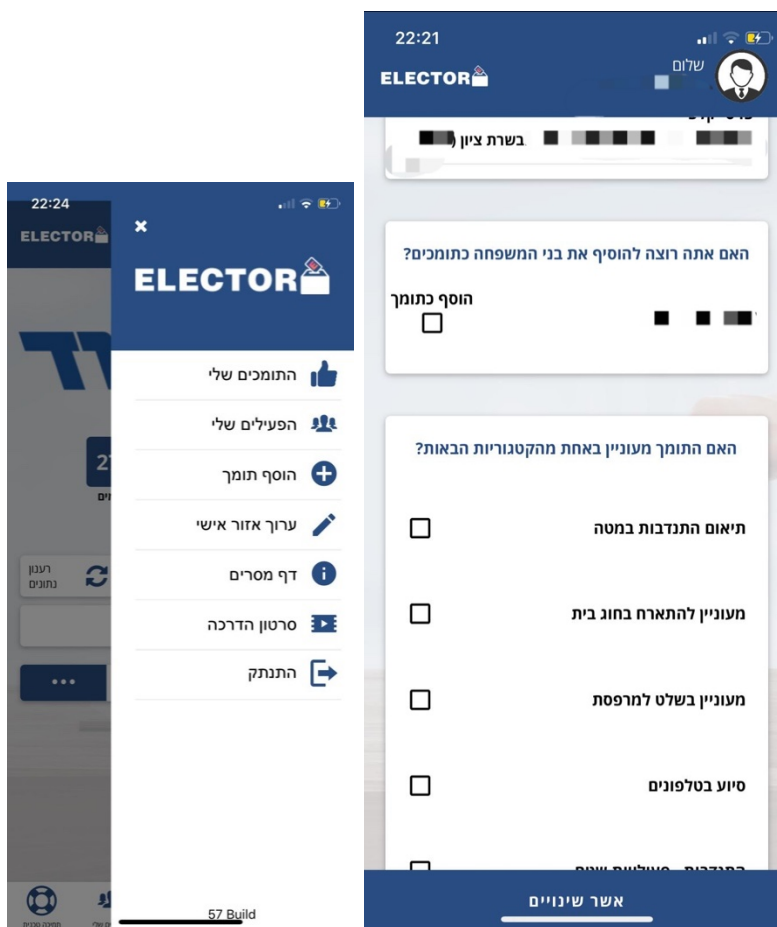 22:24
ELECTOR
ELECTOR
התומכים שלי
הפעילים שלי
הוסף תומך
ערוך אזור אישי
דף מסרים
סרטון הדרכה
התנתק
57 Build
רענון
נתונים
תמיכה טכנית
22:21
שלום
ELECTOR
בשרת ציון
האם אתה רוצה להוסיף את בני המשפחה כתומכים?
הוסף כתומך
האם התומך מעוניין באחת מהקטגוריות הבאות?
תיאום התנדבות במטה
מעוניין להתארח בחוג בית
מעוניין בשלט למרפסת
סיוע בטלפונים
אשר שינויים